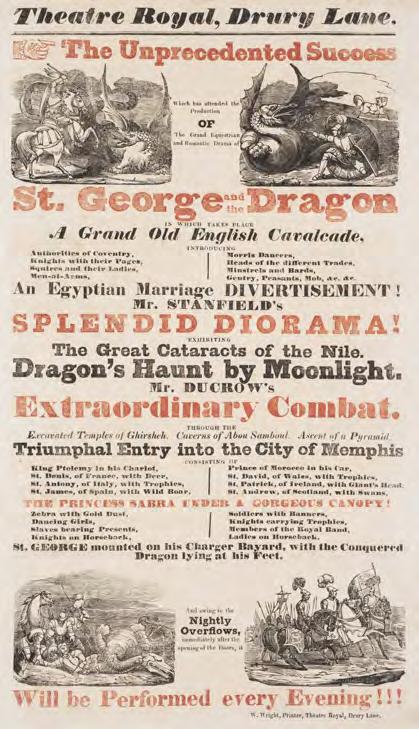 Theatre Royal, Drury Lane.
The Unprecedented Success
Which has attended the
Production
OF
The Grand Equestrian
and Romantic Drama of
St. George and the Dragon
IN WHICH TAKES PLACE
A Grand Old English Cavalcade,
INTRODUCING
Authorities of Coventry,
Knights with their Pages,
Squires and their Ladies,
Men-at-Arms,
Morris Dancers,
Heads of the different Trades,
Minstrels and Bards,
Gentry, Peasants, Mob, &c. &c.
An Egyptian Marriage DIVERTISEMENT!
Mr. STANFIELD's
SPLENDID DIORAMA!
EXHIBITING
The Great Cataracts of the Nile.
Dragon's Haunt by Moonlight.
Mr. DUCROW's
Extraordinary Combat.
THROUGH THE
Excavated Temples of Ghirsheh. Caverns of Abou Samboul. Ascent of a Pyramid.
Triumphal Entry into the City of Memphis
CONSISTING OF
King Ptolemy in his Chariot,
St. Denis, of France, with Deer,
St. Antony, of Italy, with Trophies,
St. James, of Spain, with Wild Boar,
Prince of Morocco in his Car,
St. David, of Wales, with Trophies,
St. Patrick, of Ireland, with Giant's Head
St. Andrew, of Scotland, with Swans,
THE PRINCESS SABRA UNDER A GORGEOUS CANOPY!
Zebra with Gold Dust,
Dancing Girls,
Slaves bearing Presents,
Knights on Horseback,
Soldiers with Banners,
Knights carrying Trophies,
Members of the Royal Band,
Ladies on Horseback.
St. GEORGE mounted on his Charger Bayard, with the Conquered
Dragon lying at his Feet.
And owing to the
Nightly
Overflows,
immediately after the
opening of the Doors, it
Will be Performed every Evening!!!
W. Wright, Printer, Theatre Royal, Drury Lane.